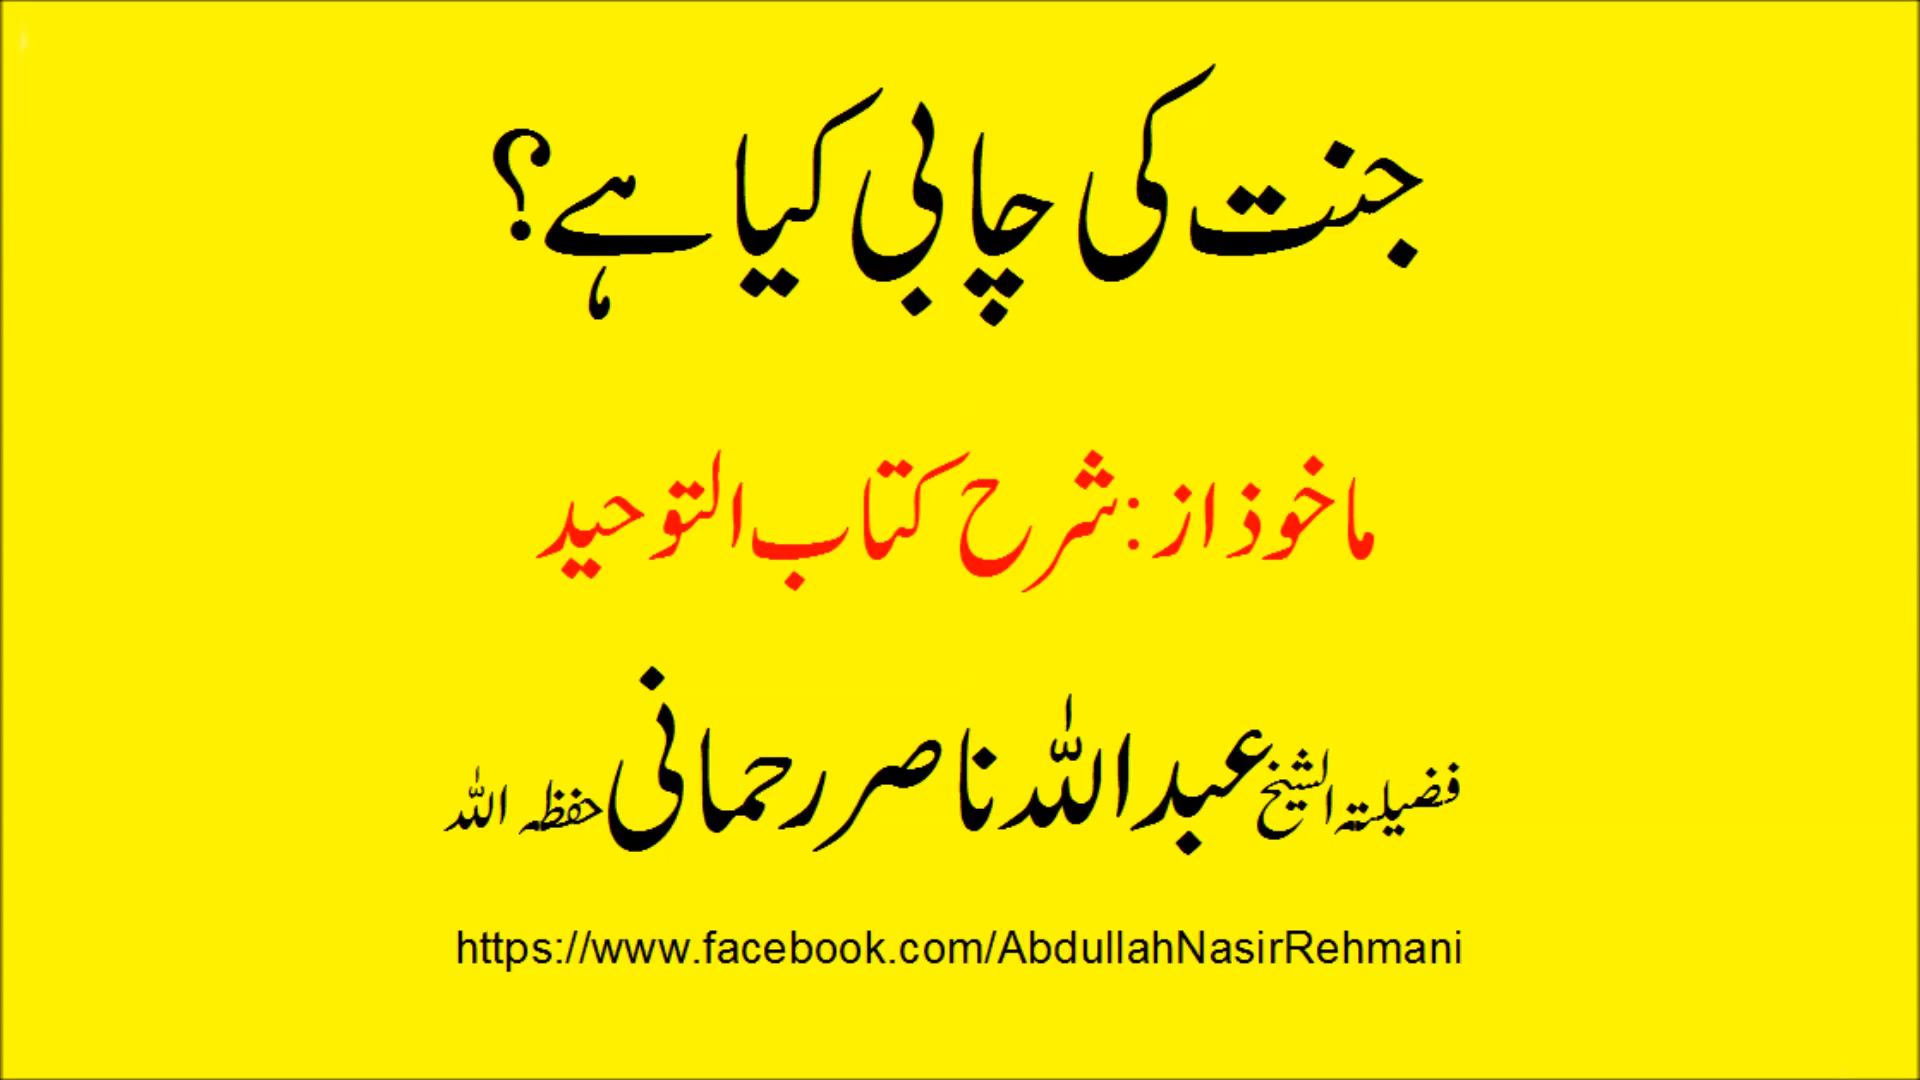 جنت کی چابی کیا ہے؟
ماخوذ از: شرح کتاب التوحید
فضیلتہ الشیخ عبداللہ ناصر رحمانی حفظہ اللہ
https://www.facebook.com/AbdullahNasirRehmani